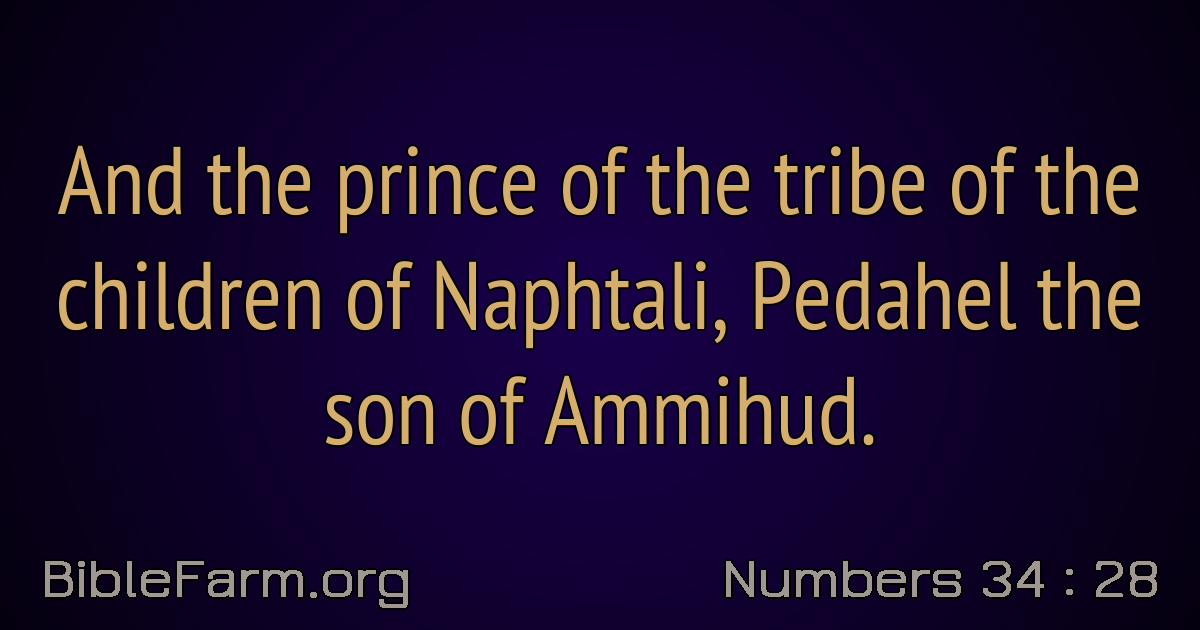 And the prince of the tribe of the
children of Naphtali, Pedahel the
son of Ammihud.
BibleFarm.org
Numbers 34 : 28